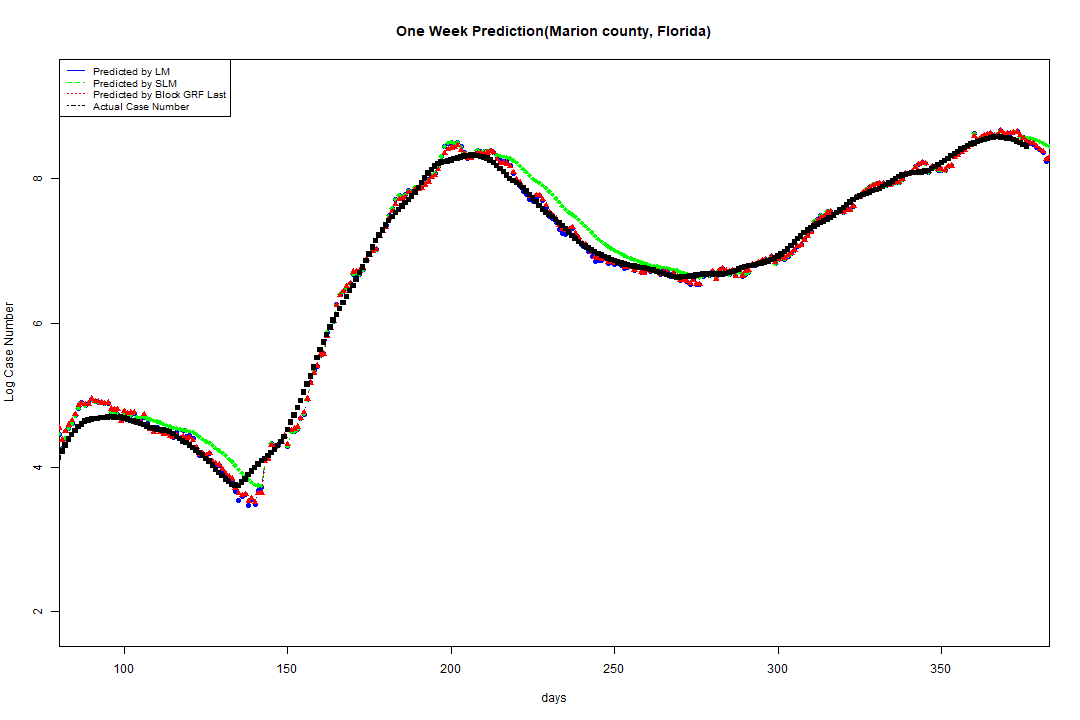 One Week Prediction(Marion county, Florida)
Predicted by LM
Predicted by SLM
Predicted by Block GRF Last
Actual Case Number
8
6
4
2
Log Case Number
100 150 200 250 300 350
days